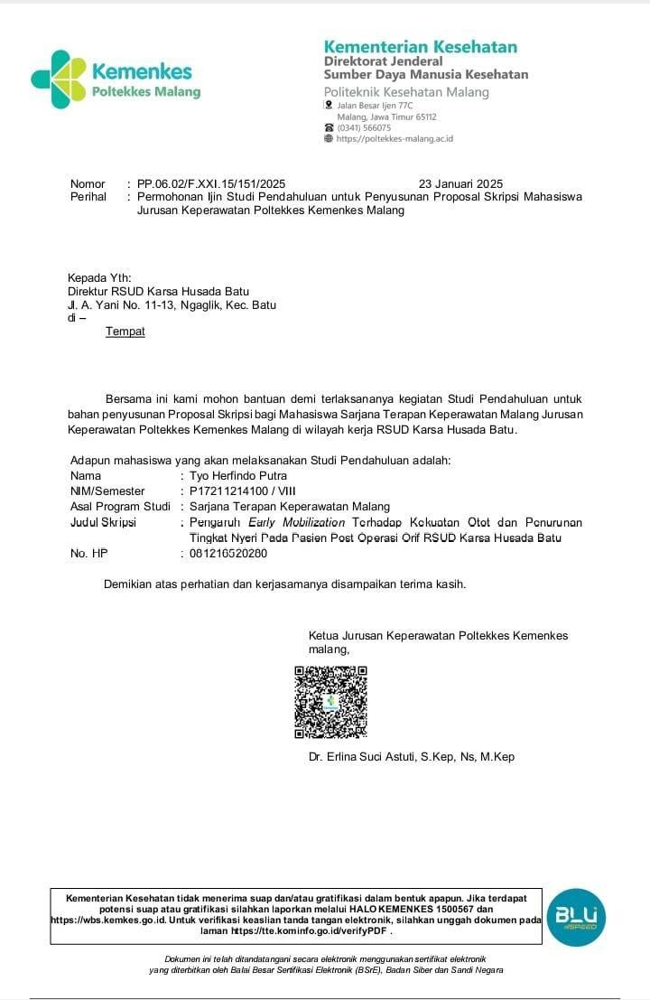 Kemenkes
Poltekkes Malang
Kementerian Kesehatan
Direktorat Jenderal
Sumber Daya Manusia Kesehatan
Politeknik Kesehatan Malang
Jalan Besar Ijen 77C
Malang, Jawa Timur 65112
(0341) 566075
https://poltekkes-malang.ac.id
Nomor : PP.06.02/F.XXI.15/151/2025 23 Januari 2025
Perihal : Permohonan Ijin Studi Pendahuluan untuk Penyusunan Proposal Skripsi Mahasiswa
Jurusan Keperawatan Poltekkes Kemenkes Malang
Kepada Yth:
Direktur RSUD Karsa Husada Batu
Jl. A. Yani No. 11-13, Ngaglik, Kec. Batu
di –
Tempat
Bersama ini kami mohon bantuan demi terlaksananya kegiatan Studi Pendahuluan untuk
bahan penyusunan Proposal Skripsi bagi Mahasiswa Sarjana Terapan Keperawatan Malang Jurusan
Keperawatan Poltekkes Kemenkes Malang di wilayah kerja RSUD Karsa Husada Batu.
Adapun mahasiswa yang akan melaksanakan Studi Pendahuluan adalah:
Nama : Tyo Herfindo Putra
NIM/Semester : P17211214100 / VIII
Asal Program Studi : Sarjana Terapan Keperawatan Malang
Judul Skripsi : Pengaruh Early Mobilization Terhadap Kekuatan Otot dan Penurunan
Tingkat Nyeri Pada Pasien Post Operasi Orif RSUD Karsa Husada Batu
No. HP : 081216520280
Demikian atas perhatian dan kerjasamanya disampaikan terima kasih.
Ketua Jurusan Keperawatan Poltekkes Kemenkes
malang,
Dr. Erlina Suci Astuti, S.Kep, Ns, M.Kep
Kementerian Kesehatan tidak menerima suap dan/atau gratifikasi dalam bentuk apapun. Jika terdapat
potensi suap atau gratifikasi silahkan laporkan melalui HALO KEMENKES 1500567 dan
https://wbs.kemkes.go.id. Untuk verifikasi keaslian tanda tangan elektronik, silahkan unggah dokumen pada
laman https://tte.kominfo.go.id/verifyPDF .
BLU
SPEED
Dokumen ini telah ditandatangani secara elektronik menggunakan sertifikat elektronik
yang diterbitkan oleh Balai Besar Sertifikasi Elektronik (BSrE), Badan Siber dan Sandi Negara